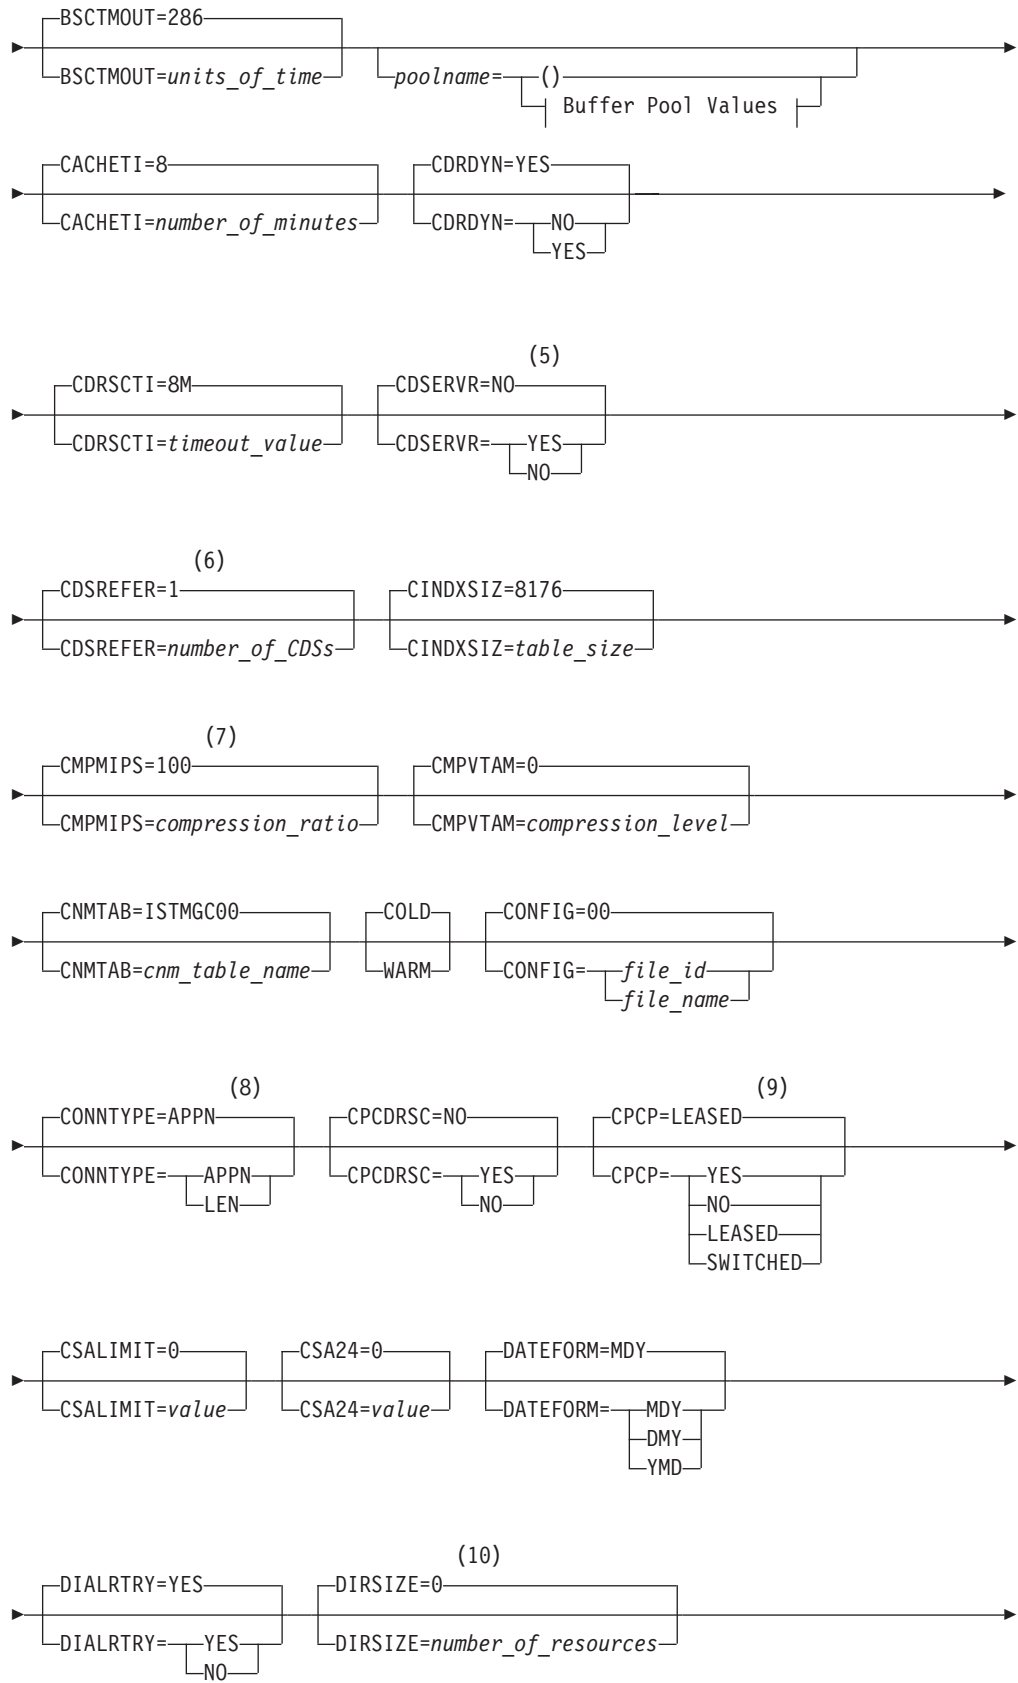 BSCTMOUT=286
BSCTMOUT=units_of_time
poolname= ()
Buffer Pool Values
CACHETI=8
CACHETI=number_of_minutes
CDRDYN=YES
CDRDYN= NO
YES
(5)
CDRSCTI=8M
CDRSCTI=timeout_value
CDSERVR=NO
CDSERVR= YES
NO
(6)
CDSREFER=1
CDSREFER=number_of_CDSs
CINDXSIZ=8176
CINDXSIZ=table_size
(7)
CMPMIPS=100
CMPMIPS=compression_ratio
CMPVTAM=0
CMPVTAM=compression_level
CNMTAB=ISTMGC00
CNMTAB=cnm_table_name
COLD
WARM
CONFIG=00
CONFIG= file_id
file_name
(8)
CONNTYPE=APPN
CONNTYPE= APPN
LEN
CPCDRSC=NO
CPCDRSC= YES
NO
(9)
CPCP=LEASED
CPCP= YES
NO
LEASED
SWITCHED
CSALIMIT=0
CSALIMIT=value
CSA24=0
CSA24=value
DATEFORM=MDY
DATEFORM= MDY
DMY
YMD
DIALRTRY=YES
DIALRTRY= YES
NO
(10)
DIRSIZE=0
DIRSIZE=number_of_resources